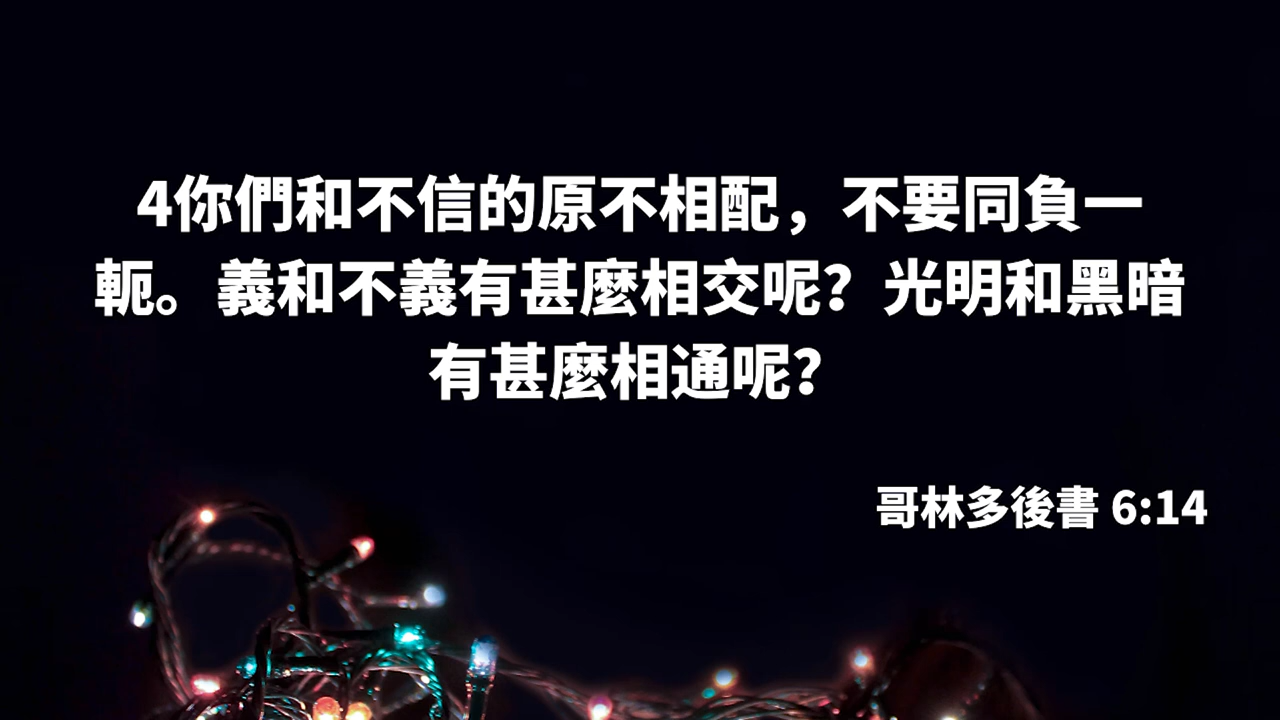 4你們和不信的原不相配，不要同負一
軛。義和不義有甚麼相交呢？光明和黑暗
有甚麼相通呢？
哥林多後書 6:14